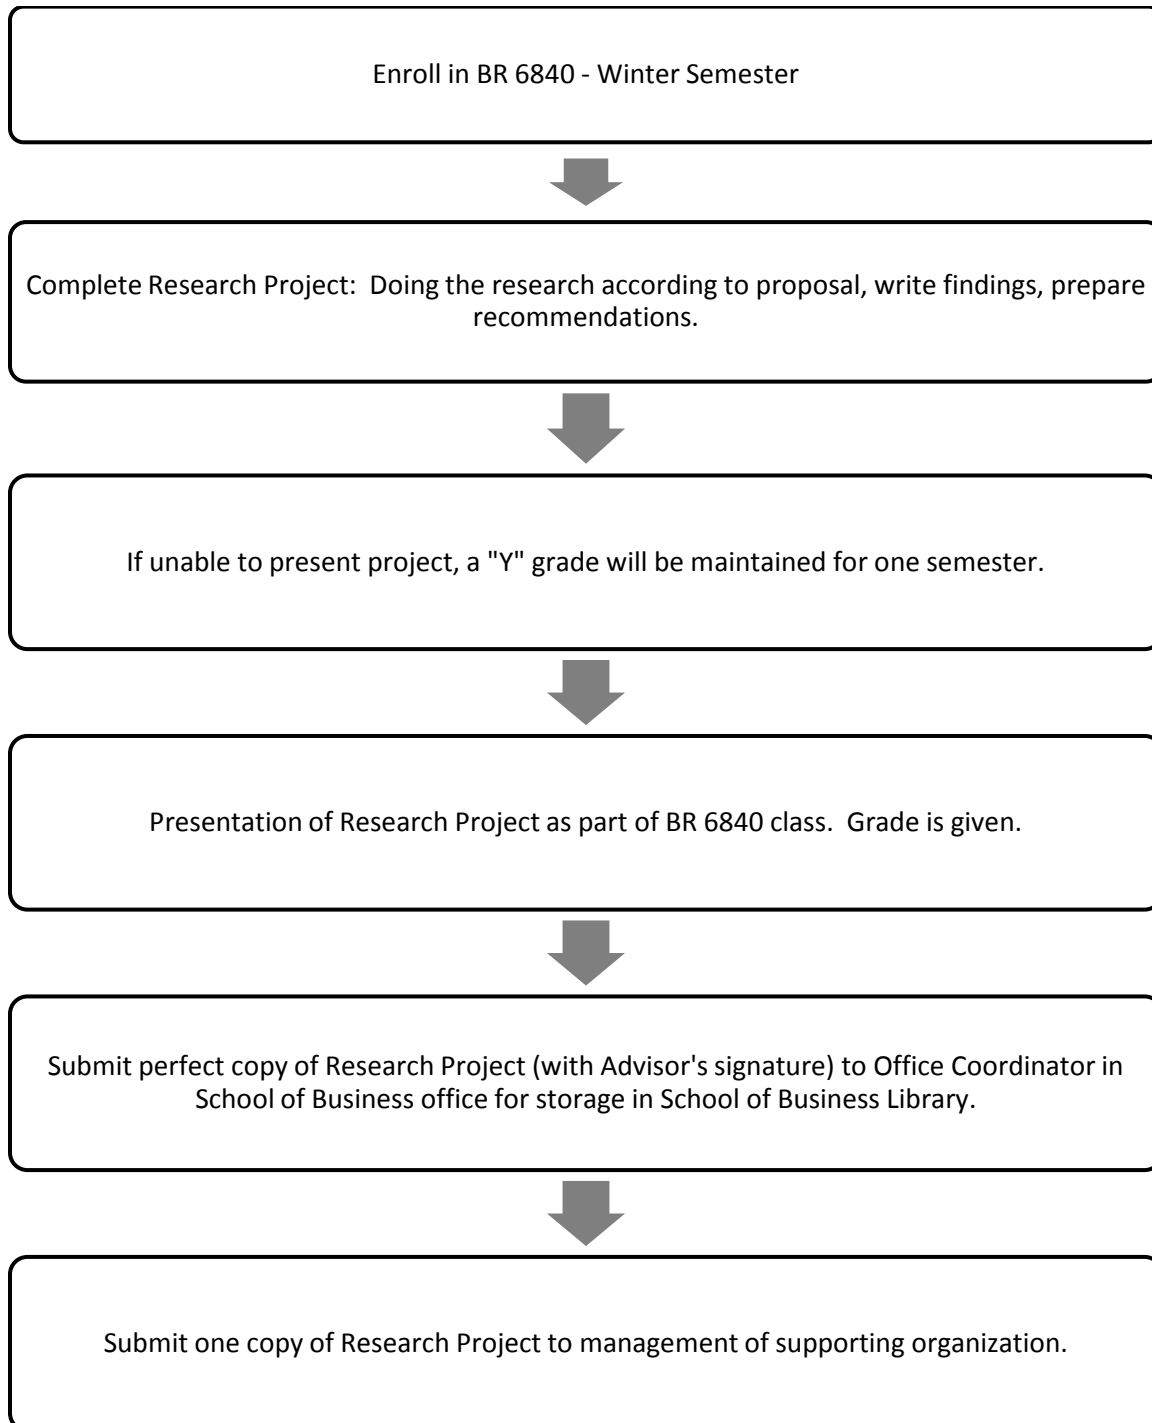 Enroll in BR 6840 - Winter Semester
Complete Research Project:  Doing the research according to proposal, write findings, prepare
recommendations.
If unable to present project, a "Y" grade will be maintained for one semester.
Presentation of Research Project as part of BR 6840 class.  Grade is given.
Submit perfect copy of Research Project (with Advisor's signature) to Office Coordinator in
School of Business office for storage in School of Business Library.
Submit one copy of Research Project to management of supporting organization.